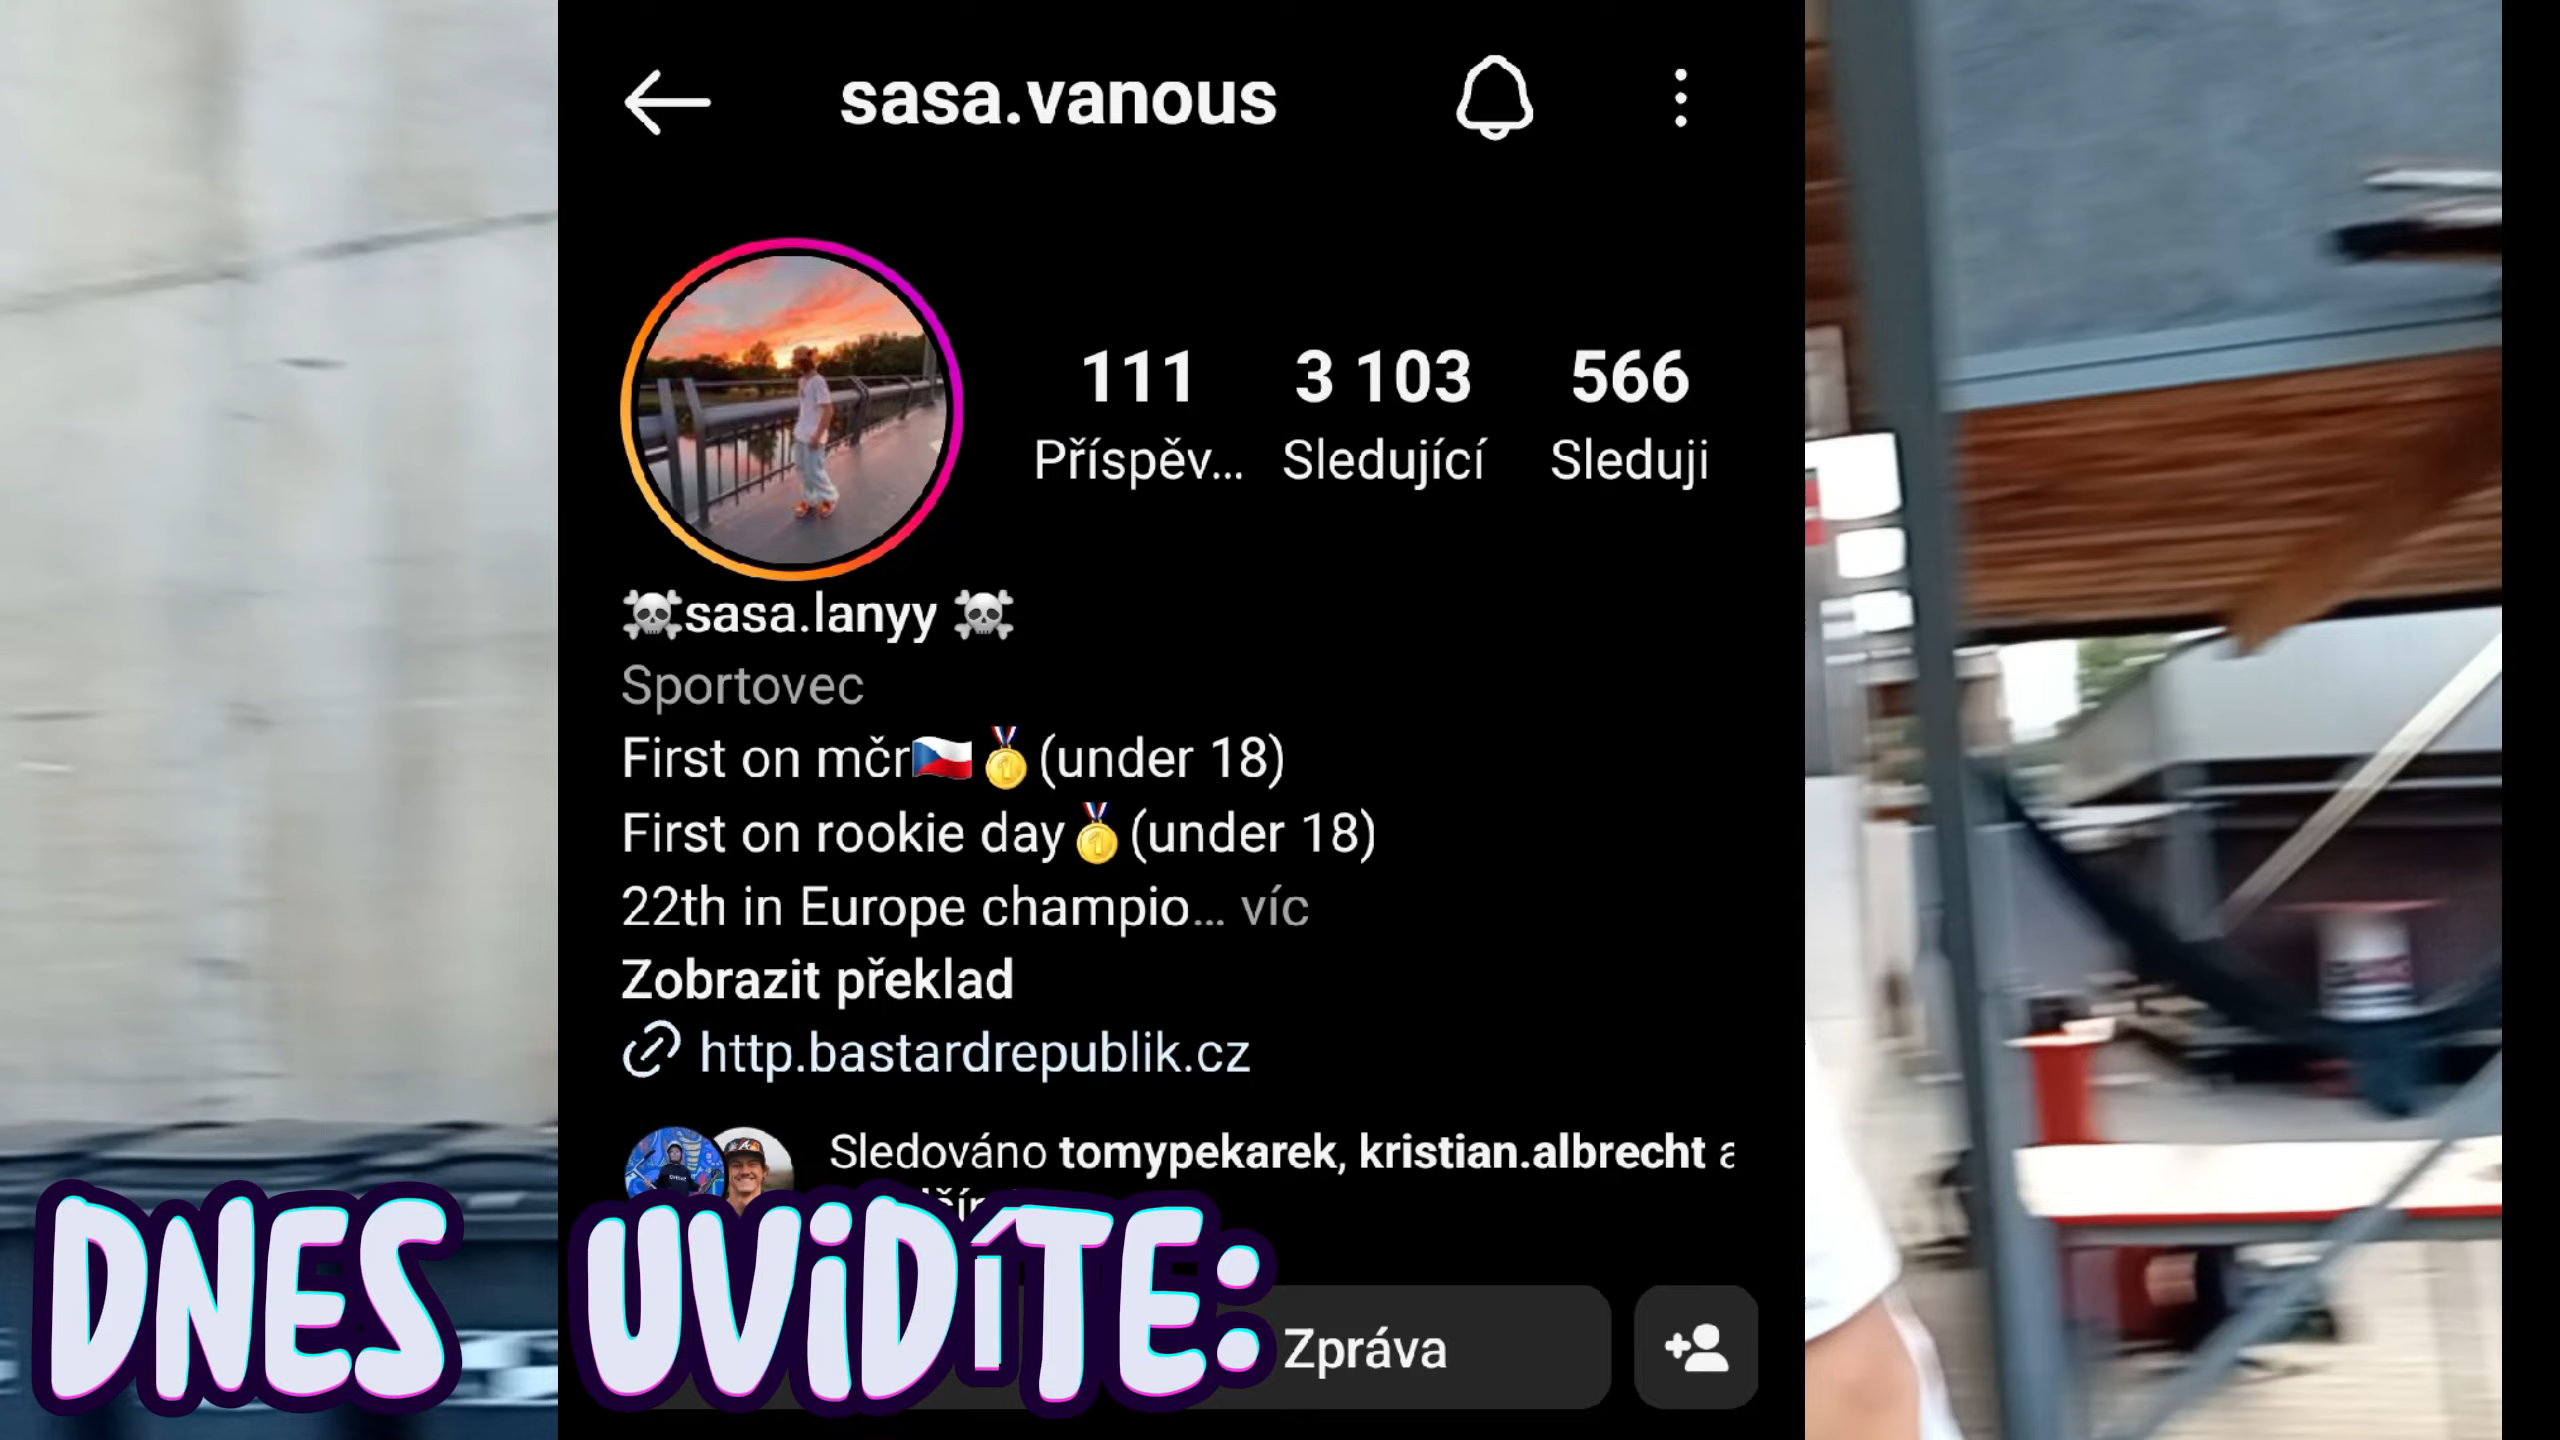 sasa.vanous
111 3 103 566
Příspěv... Sledující Sleduji
☠️sasa.lanyy ☠️
Sportovec
First on mčr🇨🇿🥇(under 18)
First on rookie day🥇(under 18)
22th in Europe champio... víc
Zobrazit překlad
http.bastardrepublik.cz
Sledováno tomypekarek, kristian.albrecht a
DNES UVIDÍTE:
Zpráva